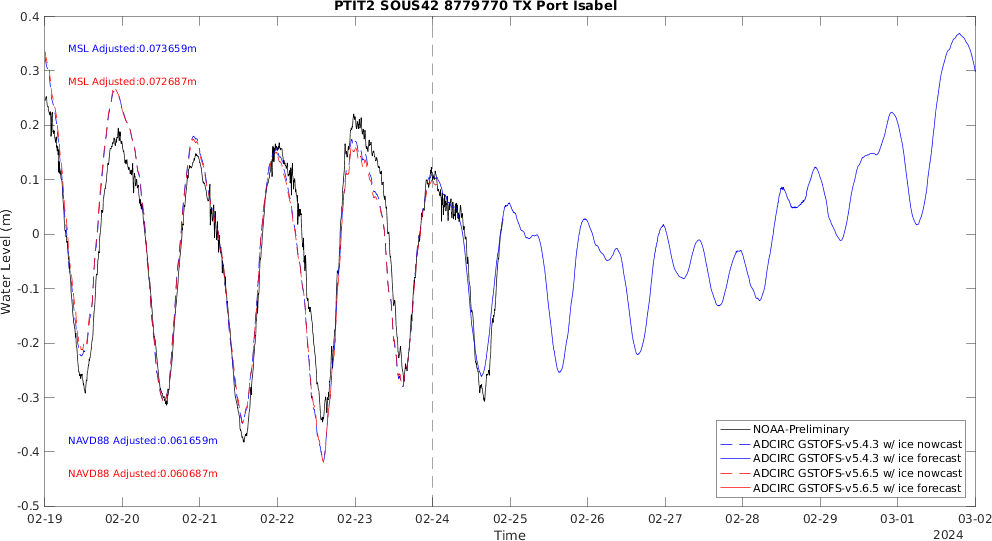 PTIT2 SOUS42 8779770 TX Port Isabel
0.4
0.3
0.2
0.1
0
-0.1
-0.2
-0.3
-0.4
-0.5
Water Level (m)
MSL Adjusted:0.073659m
MSL Adjusted:0.072687m
NAVD88 Adjusted:0.061659m
NAVD88 Adjusted:0.060687m
NOAA-Preliminary
ADCIRC GSTOFS-v5.4.3 w/ ice nowcast
ADCIRC GSTOFS-v5.4.3 w/ ice forecast
ADCIRC GSTOFS-v5.6.5 w/ ice nowcast
ADCIRC GSTOFS-v5.6.5 w/ ice forecast
02-19 02-20 02-21 02-22 02-23 02-24 02-25 02-26 02-27 02-28 02-29 03-01 03-02
Time
2024